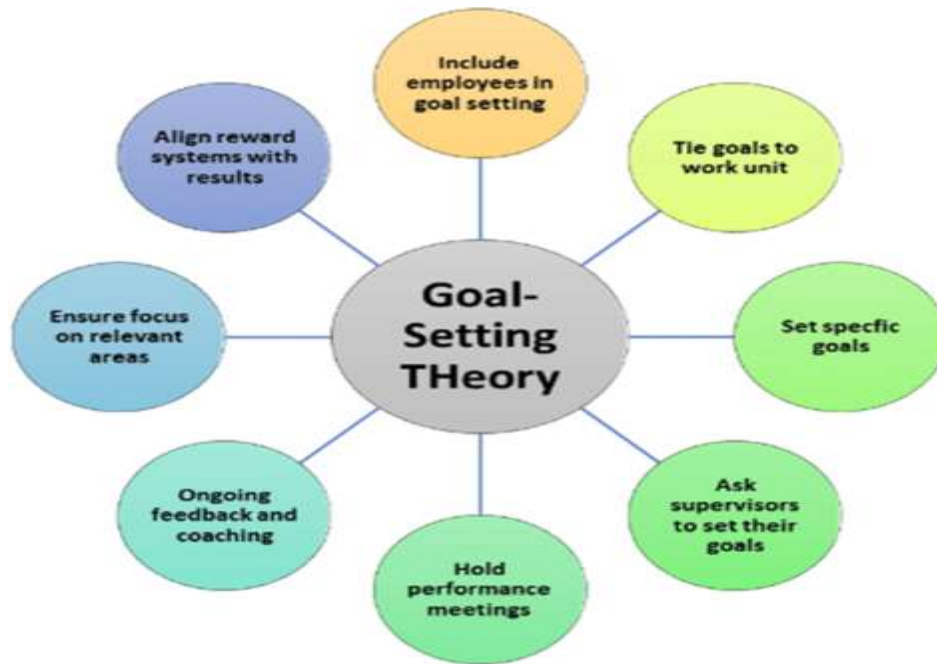 Include
employees in
goal setting
Tie goals to
work unit
Set specfic
goals
Ask
supervisors
to set their
goals
Hold
performance
meetings
Ongoing
feedback and
coaching
Ensure focus
on relevant
areas
Align reward
systems with
results
Goal-
Setting
THeory